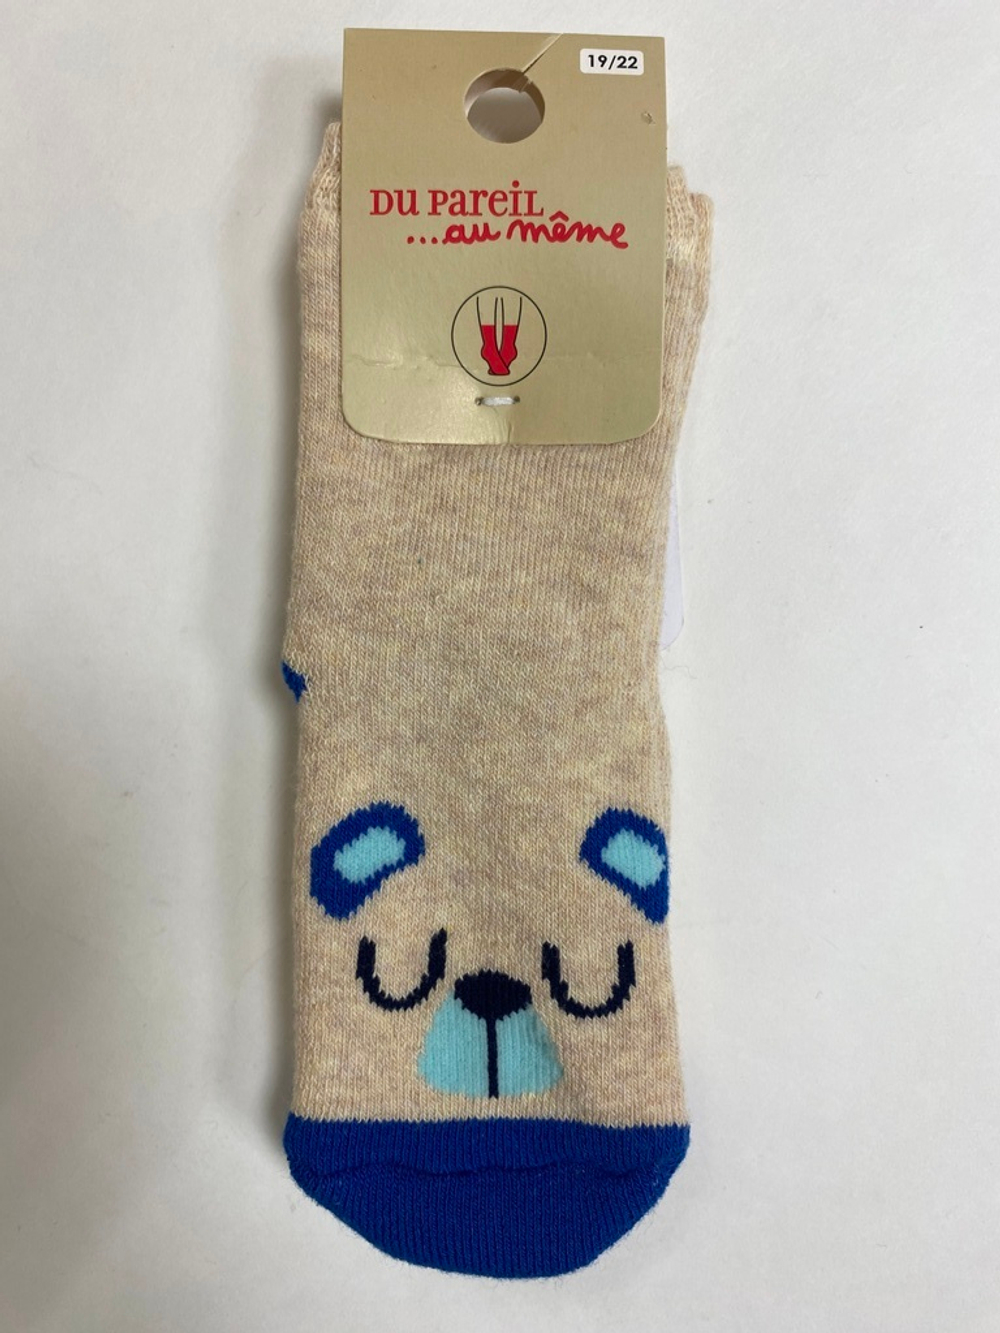 19/22
DU PAREIL
...au même